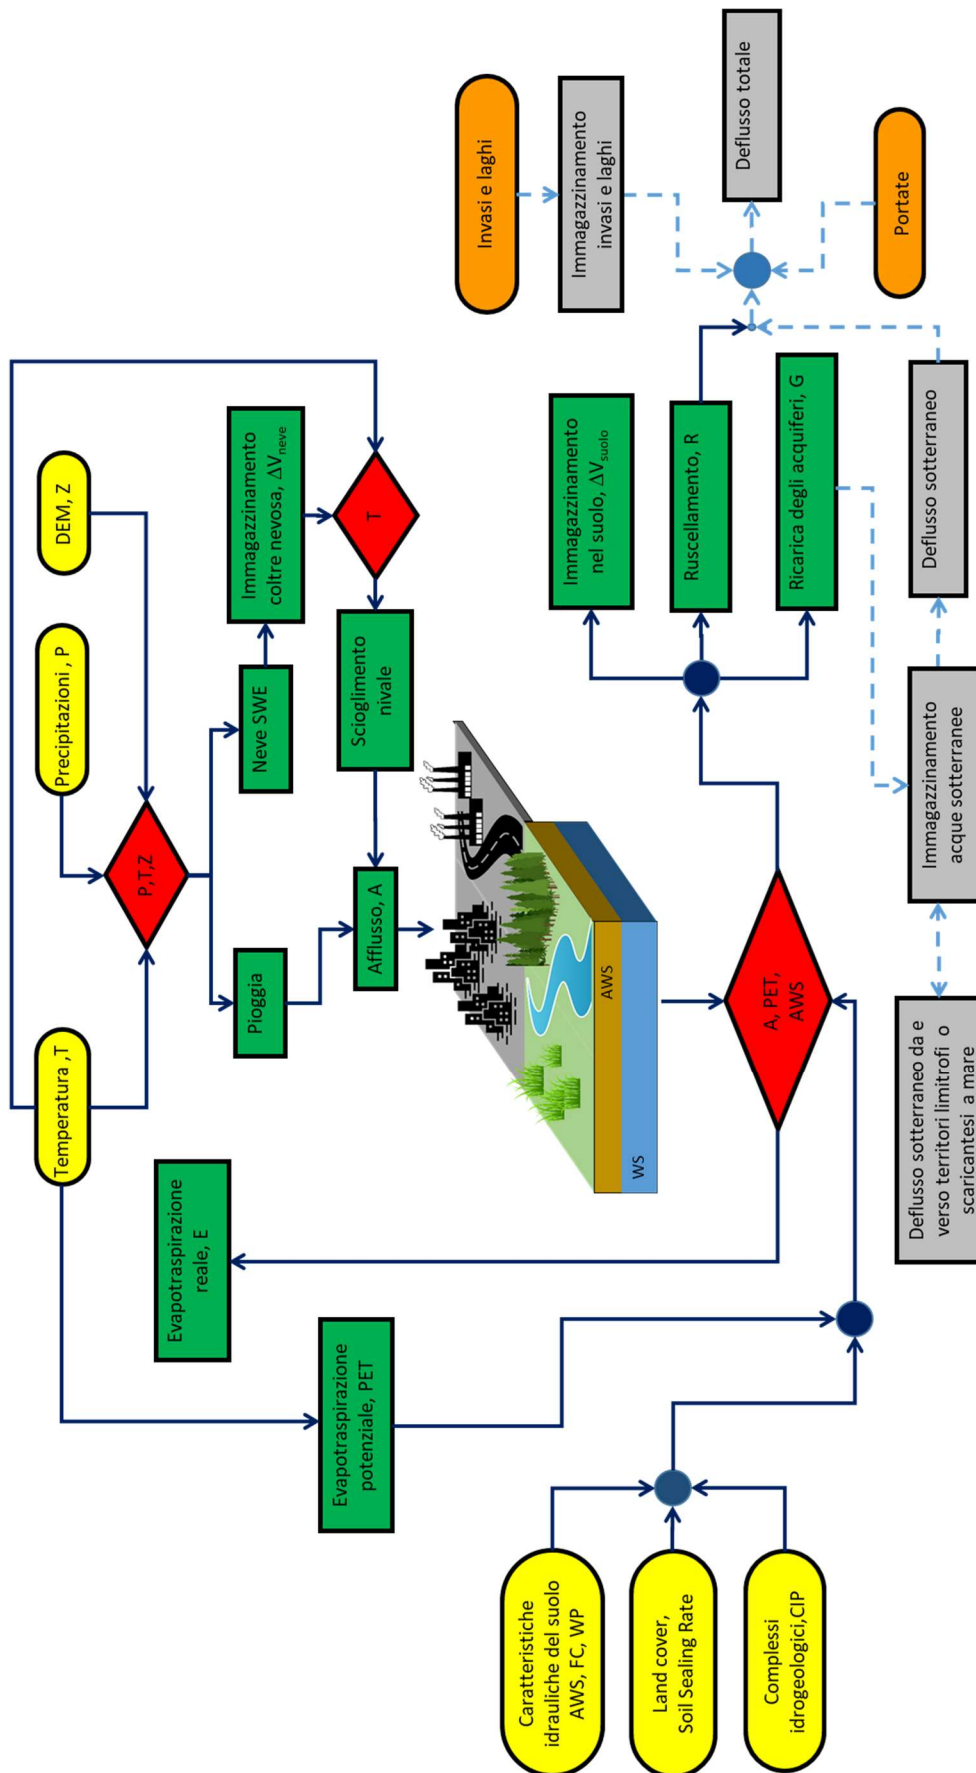 Temperatura ,T
Precipitazioni , P
DEM, Z
P,T,Z
Evapotraspirazione
reale, E
Pioggia
Neve SWE
Immagazzinamento
coltre nevosa, ΔVneve
Evapotraspirazione
potenziale, PET
Afflusso, A
Scioglimento
nivale
T
Invasi e laghi
Caratteristiche
idrauliche del suolo
AWS, FC, WP
Immagazzinamento
invasi e laghi
AWS
WS
Immagazzinamento
nel suolo, ΔVsuolo
Land cover,
Soil Sealing Rate
Ruscellamento, R
Deflusso totale
Complessi
idrogeologici,CIP
A, PET,
AWS
Ricarica degli acquiferi, G
Portate
Deflusso sotterraneo da e
verso territori limitrofi o
scaricantesi a mare
Immagazzinamento
acque sotterranee
Deflusso sotterraneo